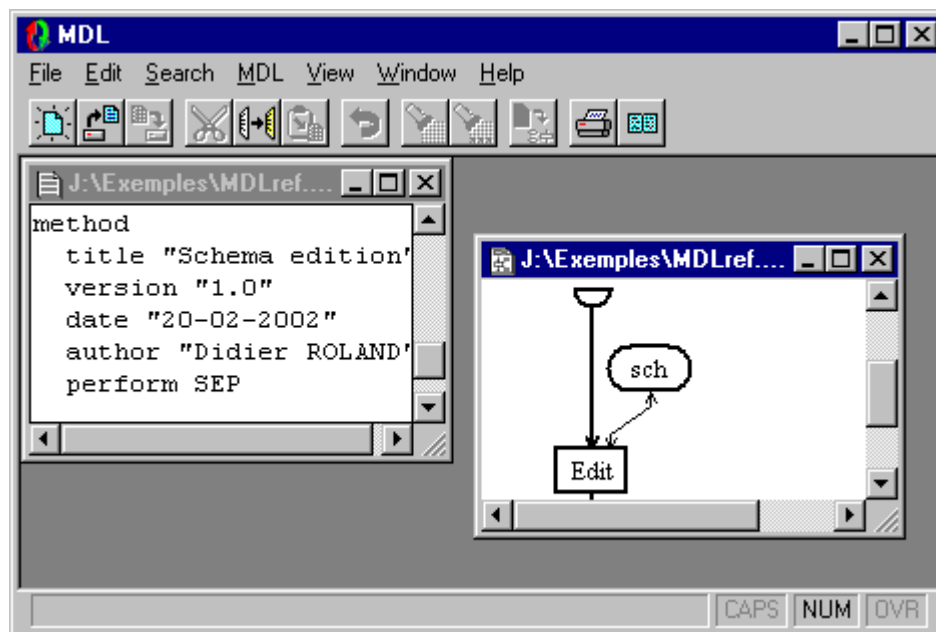 MDL
File Edit Search MDL View Window Help
J:\Exemples\MDLref....
method
title "Schema edition"
version "1.0"
date "20-02-2002"
author "Didier ROLAND"
perform SEP
J:\Exemples\MDLref....
sch
Edit
CAPS NUM OVR